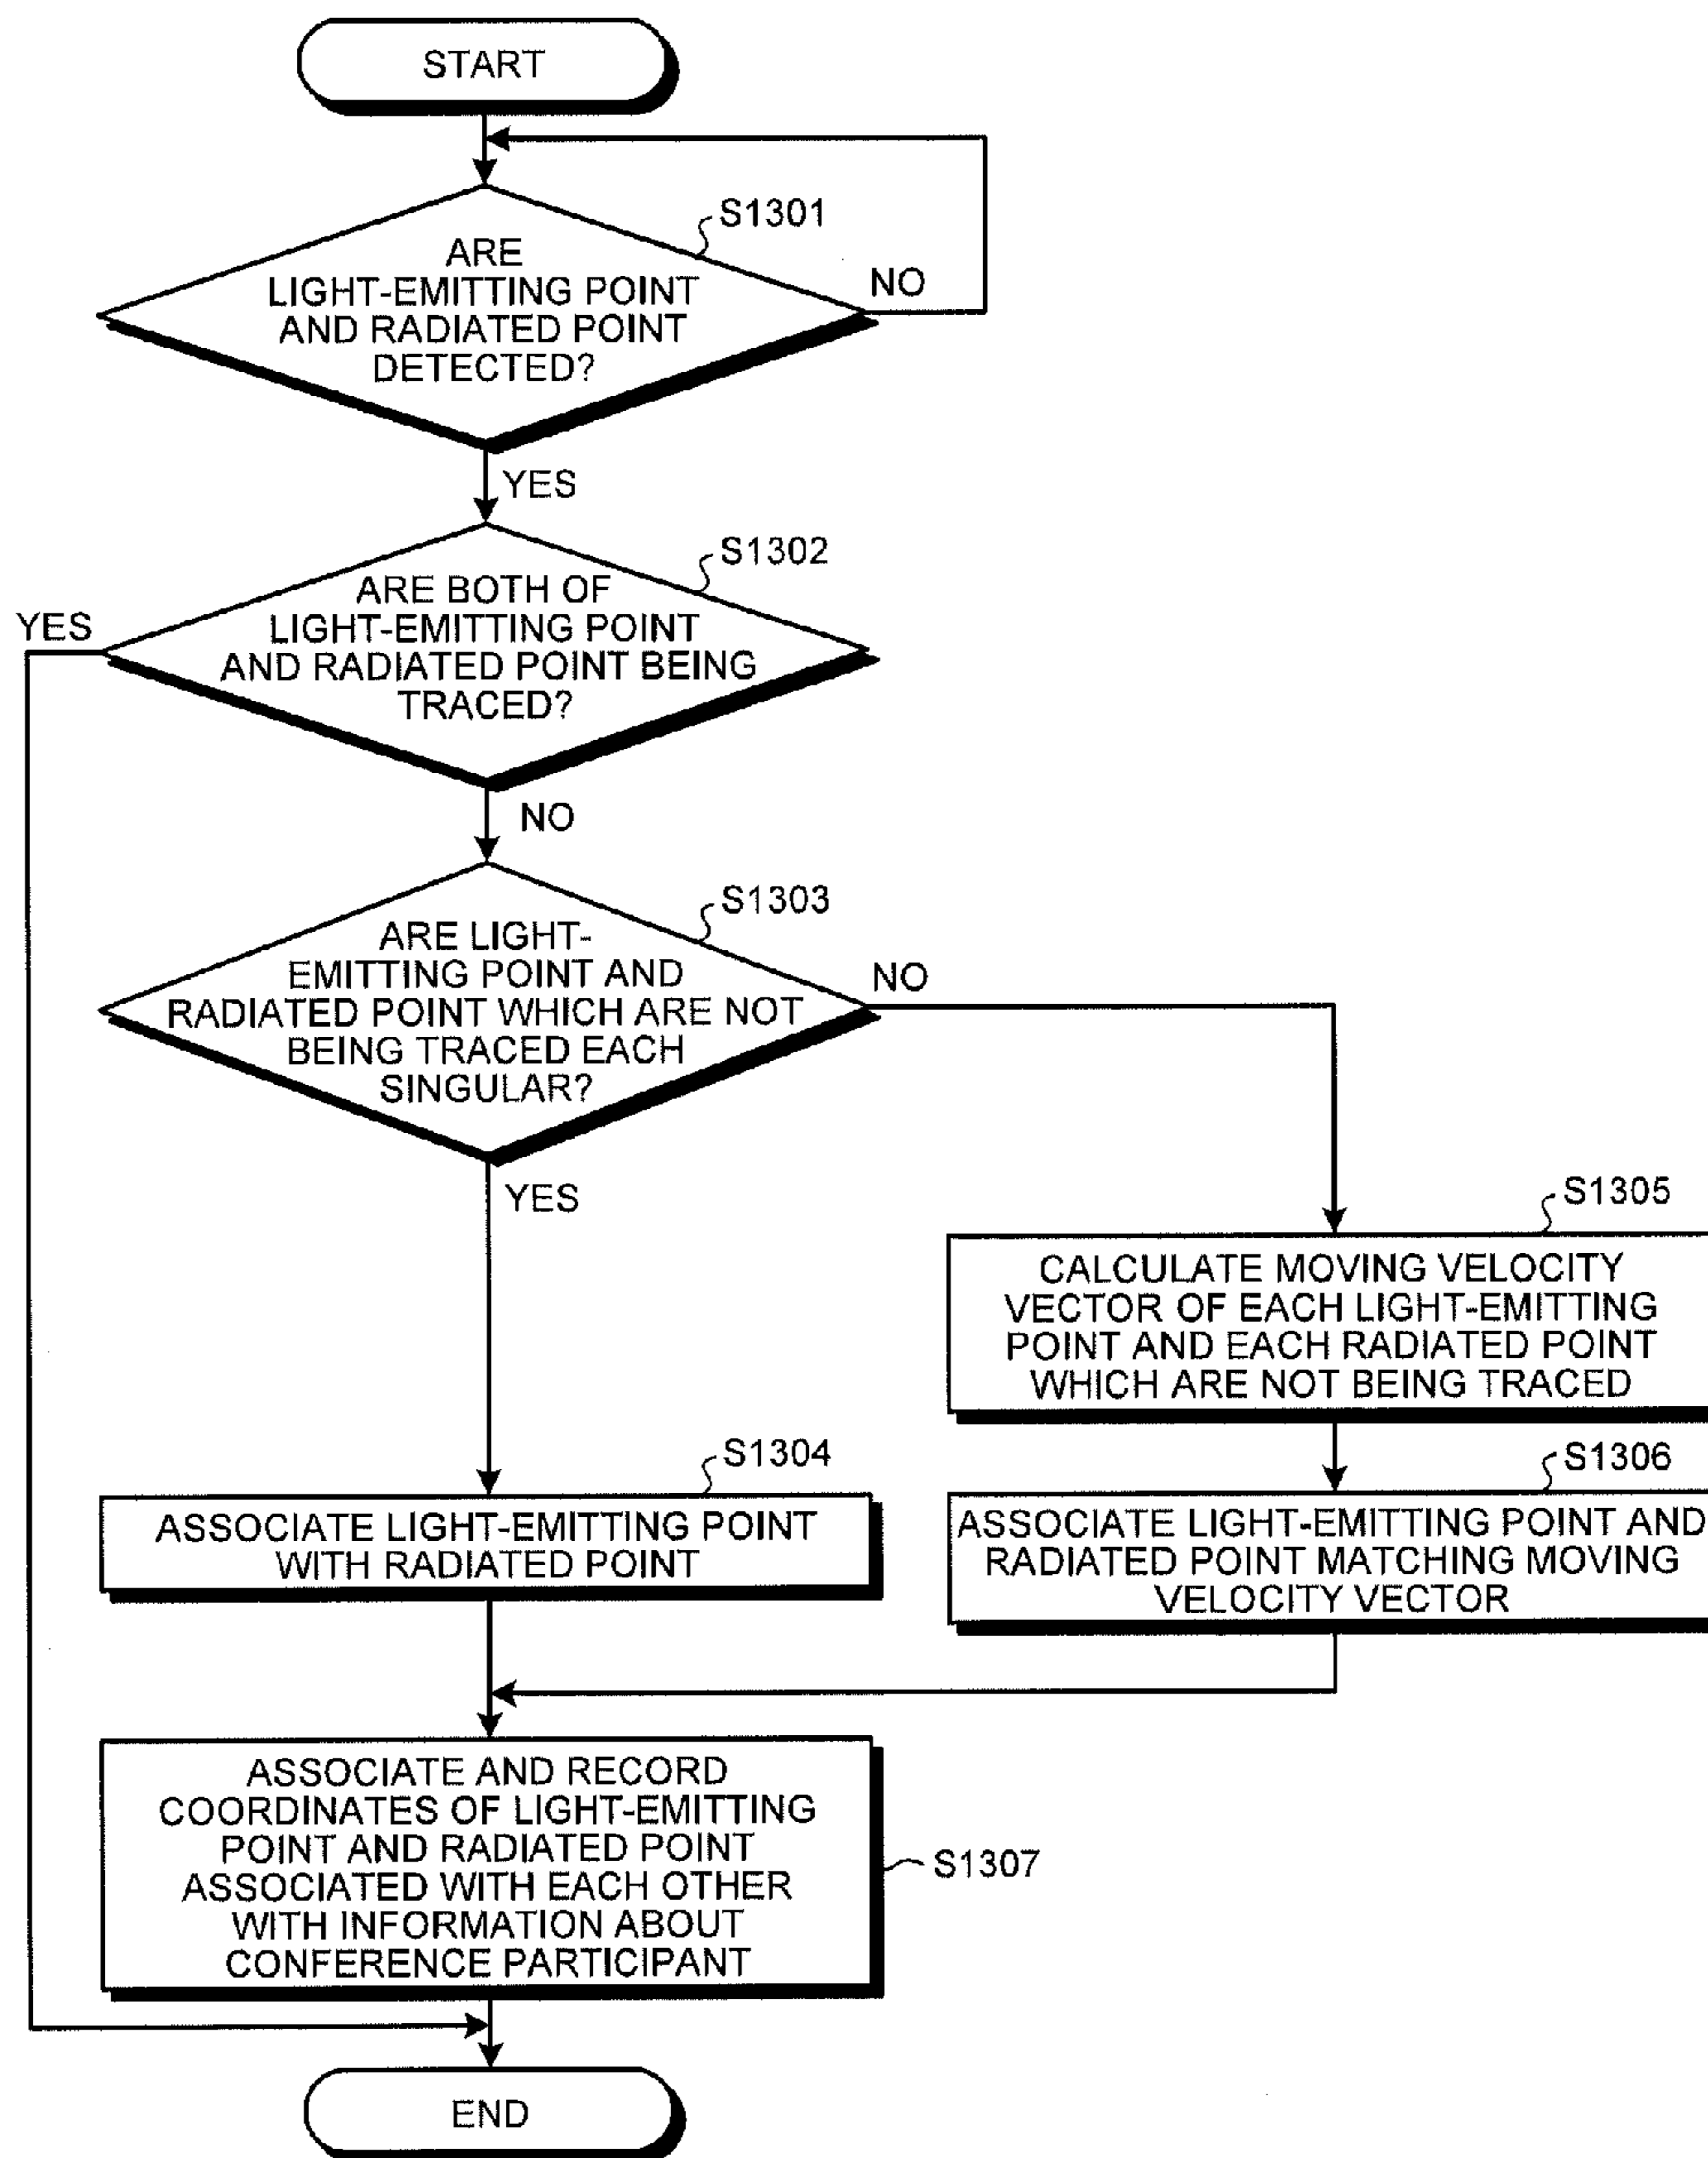 START
S1301
ARE
LIGHT-EMITTING POINT
AND RADIATED POINT
DETECTED?
NO
YES
S1302
ARE BOTH OF
LIGHT-EMITTING POINT
AND RADIATED POINT BEING
TRACED?
YES
NO
S1303
ARE LIGHT-
EMITTING POINT AND
RADIATED POINT WHICH ARE NOT
BEING TRACED EACH
SINGULAR?
NO
YES
S1305
CALCULATE MOVING VELOCITY
VECTOR OF EACH LIGHT-EMITTING
POINT AND EACH RADIATED POINT
WHICH ARE NOT BEING TRACED
S1304
ASSOCIATE LIGHT-EMITTING POINT
WITH RADIATED POINT
S1306
ASSOCIATE LIGHT-EMITTING POINT AND
RADIATED POINT MATCHING MOVING
VELOCITY VECTOR
ASSOCIATE AND RECORD
COORDINATES OF LIGHT-EMITTING
POINT AND RADIATED POINT
ASSOCIATED WITH EACH OTHER
WITH INFORMATION ABOUT
CONFERENCE PARTICIPANT
S1307
END